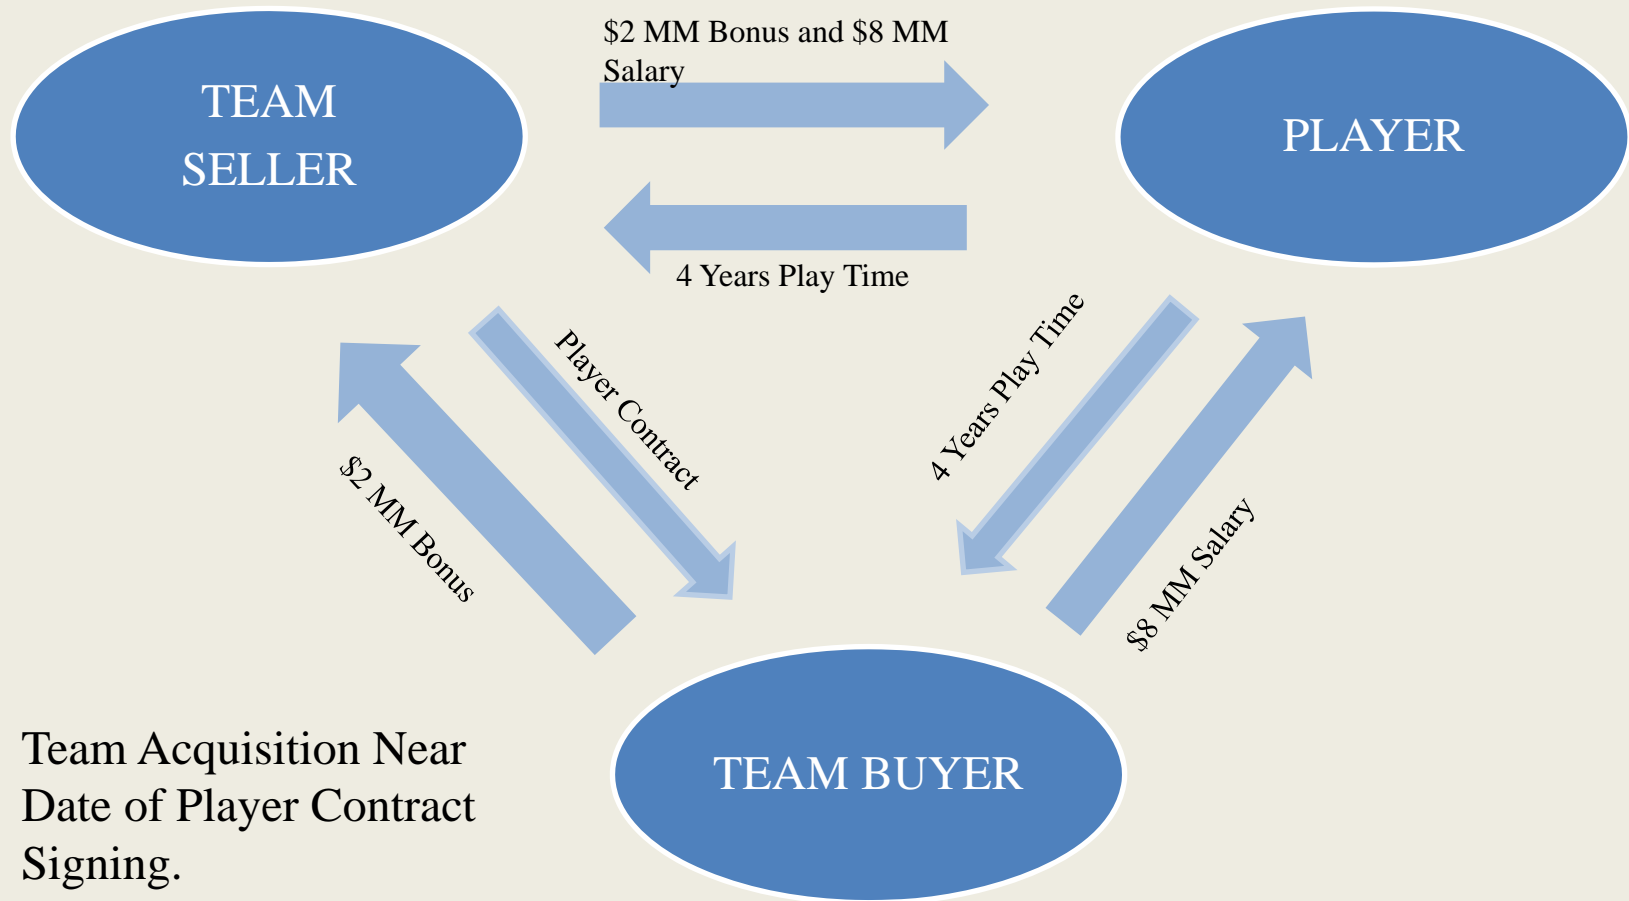 $2 MM Bonus and $8 MM
Salary
TEAM
SELLER
PLAYER
4 Years Play Time
Player Contract
$2 MM Bonus
4 Years Play Time
$8 MM Salary
TEAM BUYER
Team Acquisition Near
Date of Player Contract
Signing.